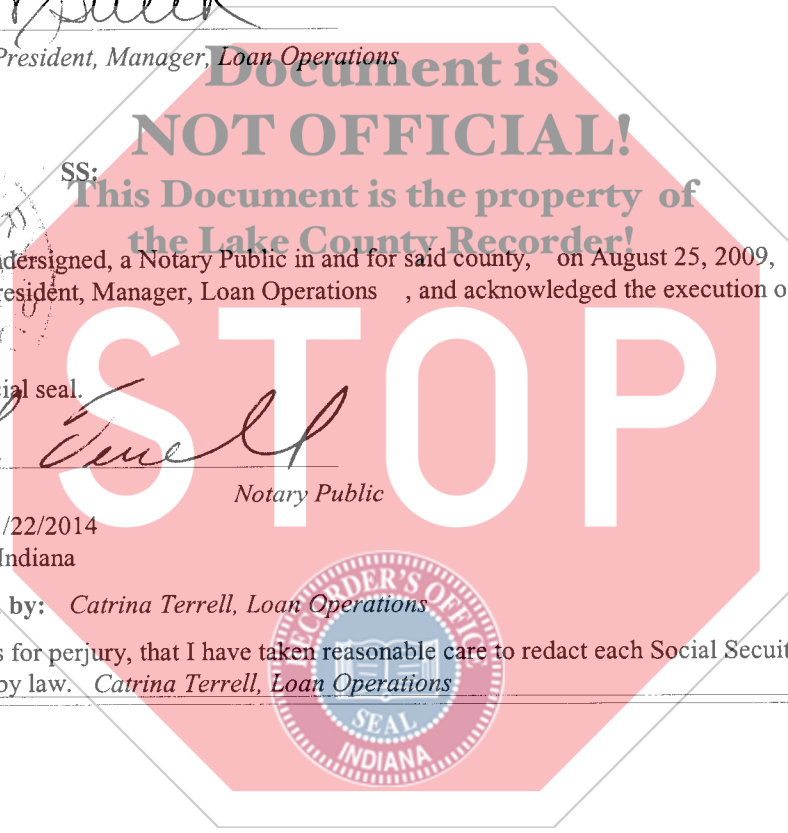 President, Manager, Loan Operations
Document is
NOT OFFICIAL!
SS:
This Document is the property of
the Lake County Recorder!
ndersigned, a Notary Public in and for said county, on August 25, 2009,
resident, Manager, Loan Operations , and acknowledged the execution o
STOP
cial seal.
Notary Public
/22/2014
Indiana
by: Catrina Terrell, Loan Operations
s for perjury, that I have taken reasonable care to redact each Social Secuit
by law. Catrina Terrell, Loan Operations
RECORDER'S OFFICE
SEAL
INDIANA